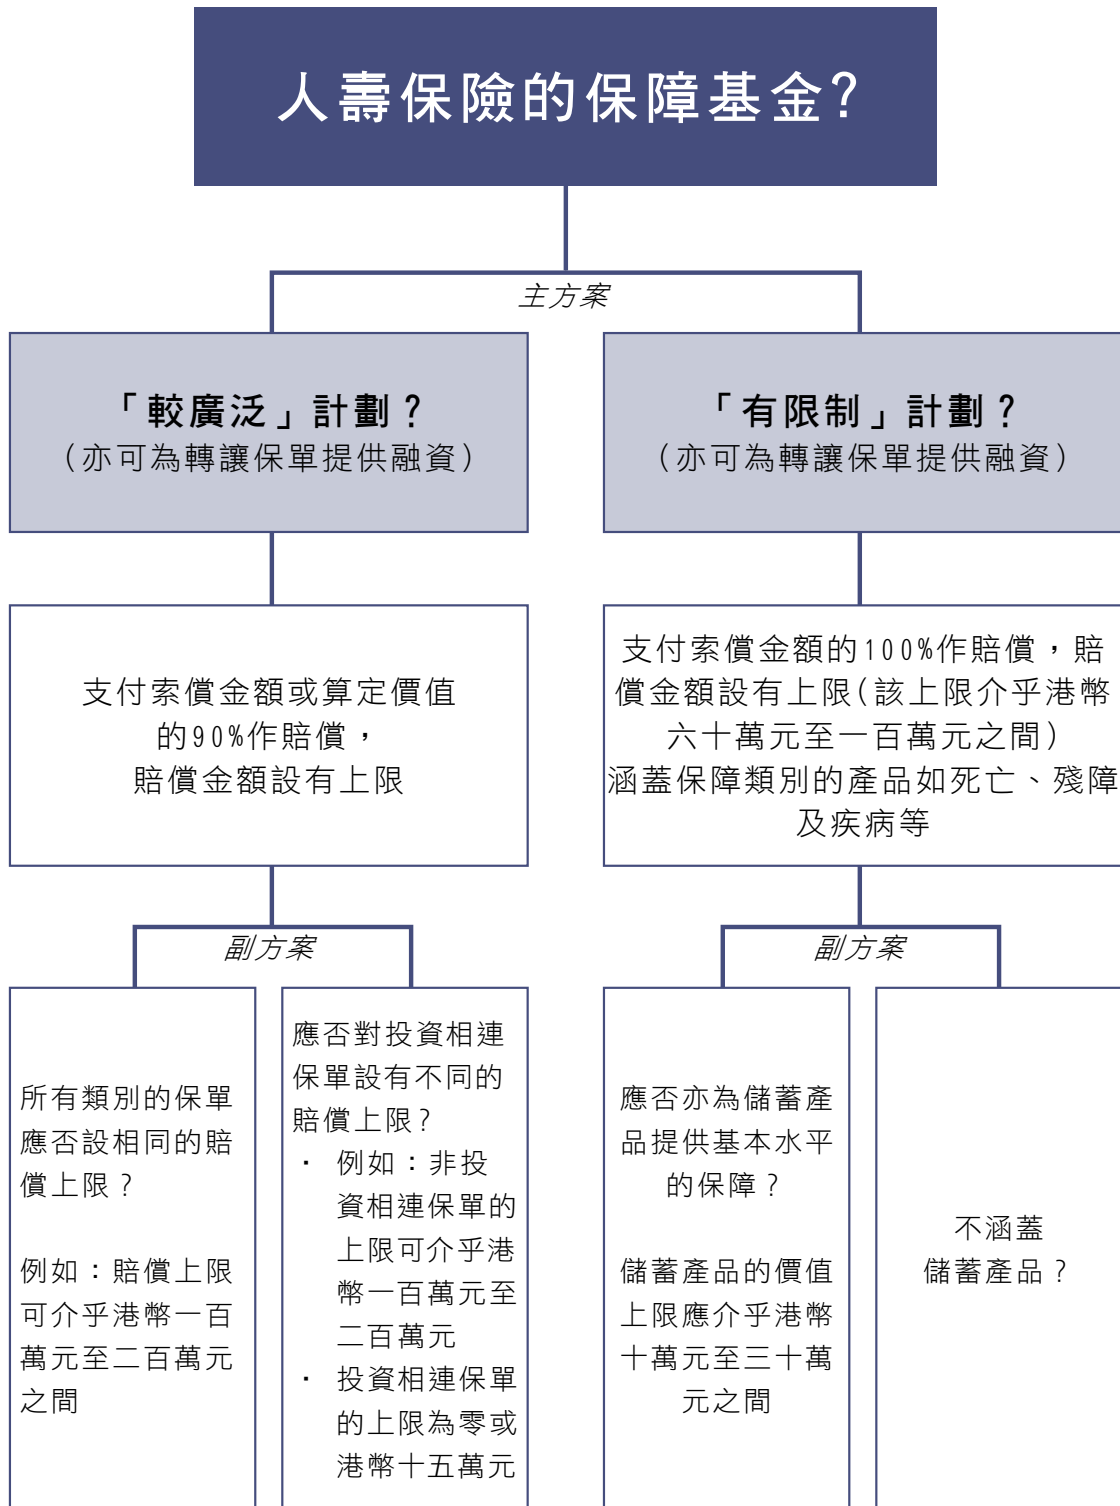 人壽保險的保障基金?
主方案
「較廣泛」計劃?
(亦可為轉讓保單提供融資)
「有限制」計劃?
(亦可為轉讓保單提供融資)
支付索償金額或算定價值
的90%作賠償，
賠償金額設有上限
支付索償金額的100%作賠償，賠
償金額設有上限(該上限介乎港幣
六十萬元至一百萬元之間)
涵蓋保障類別的產品如死亡、殘障
及疾病等
副方案
副方案
所有類別的保單
應否設相同的賠
償上限?
例如：賠償上限
可介乎港幣一百
萬元至二百萬元
之間
應否對投資相連
保單設有不同的
賠償上限?
· 例如：非投
資相連保單的
上限可介乎港
幣一百萬元至
二百萬元
· 投資相連保單
的上限為零或
港幣十五萬元
應否亦為儲蓄產
品提供基本水平
的保障?
儲蓄產品的價值
上限應介乎港幣
十萬元至三十萬
元之間
不涵蓋
儲蓄產品?